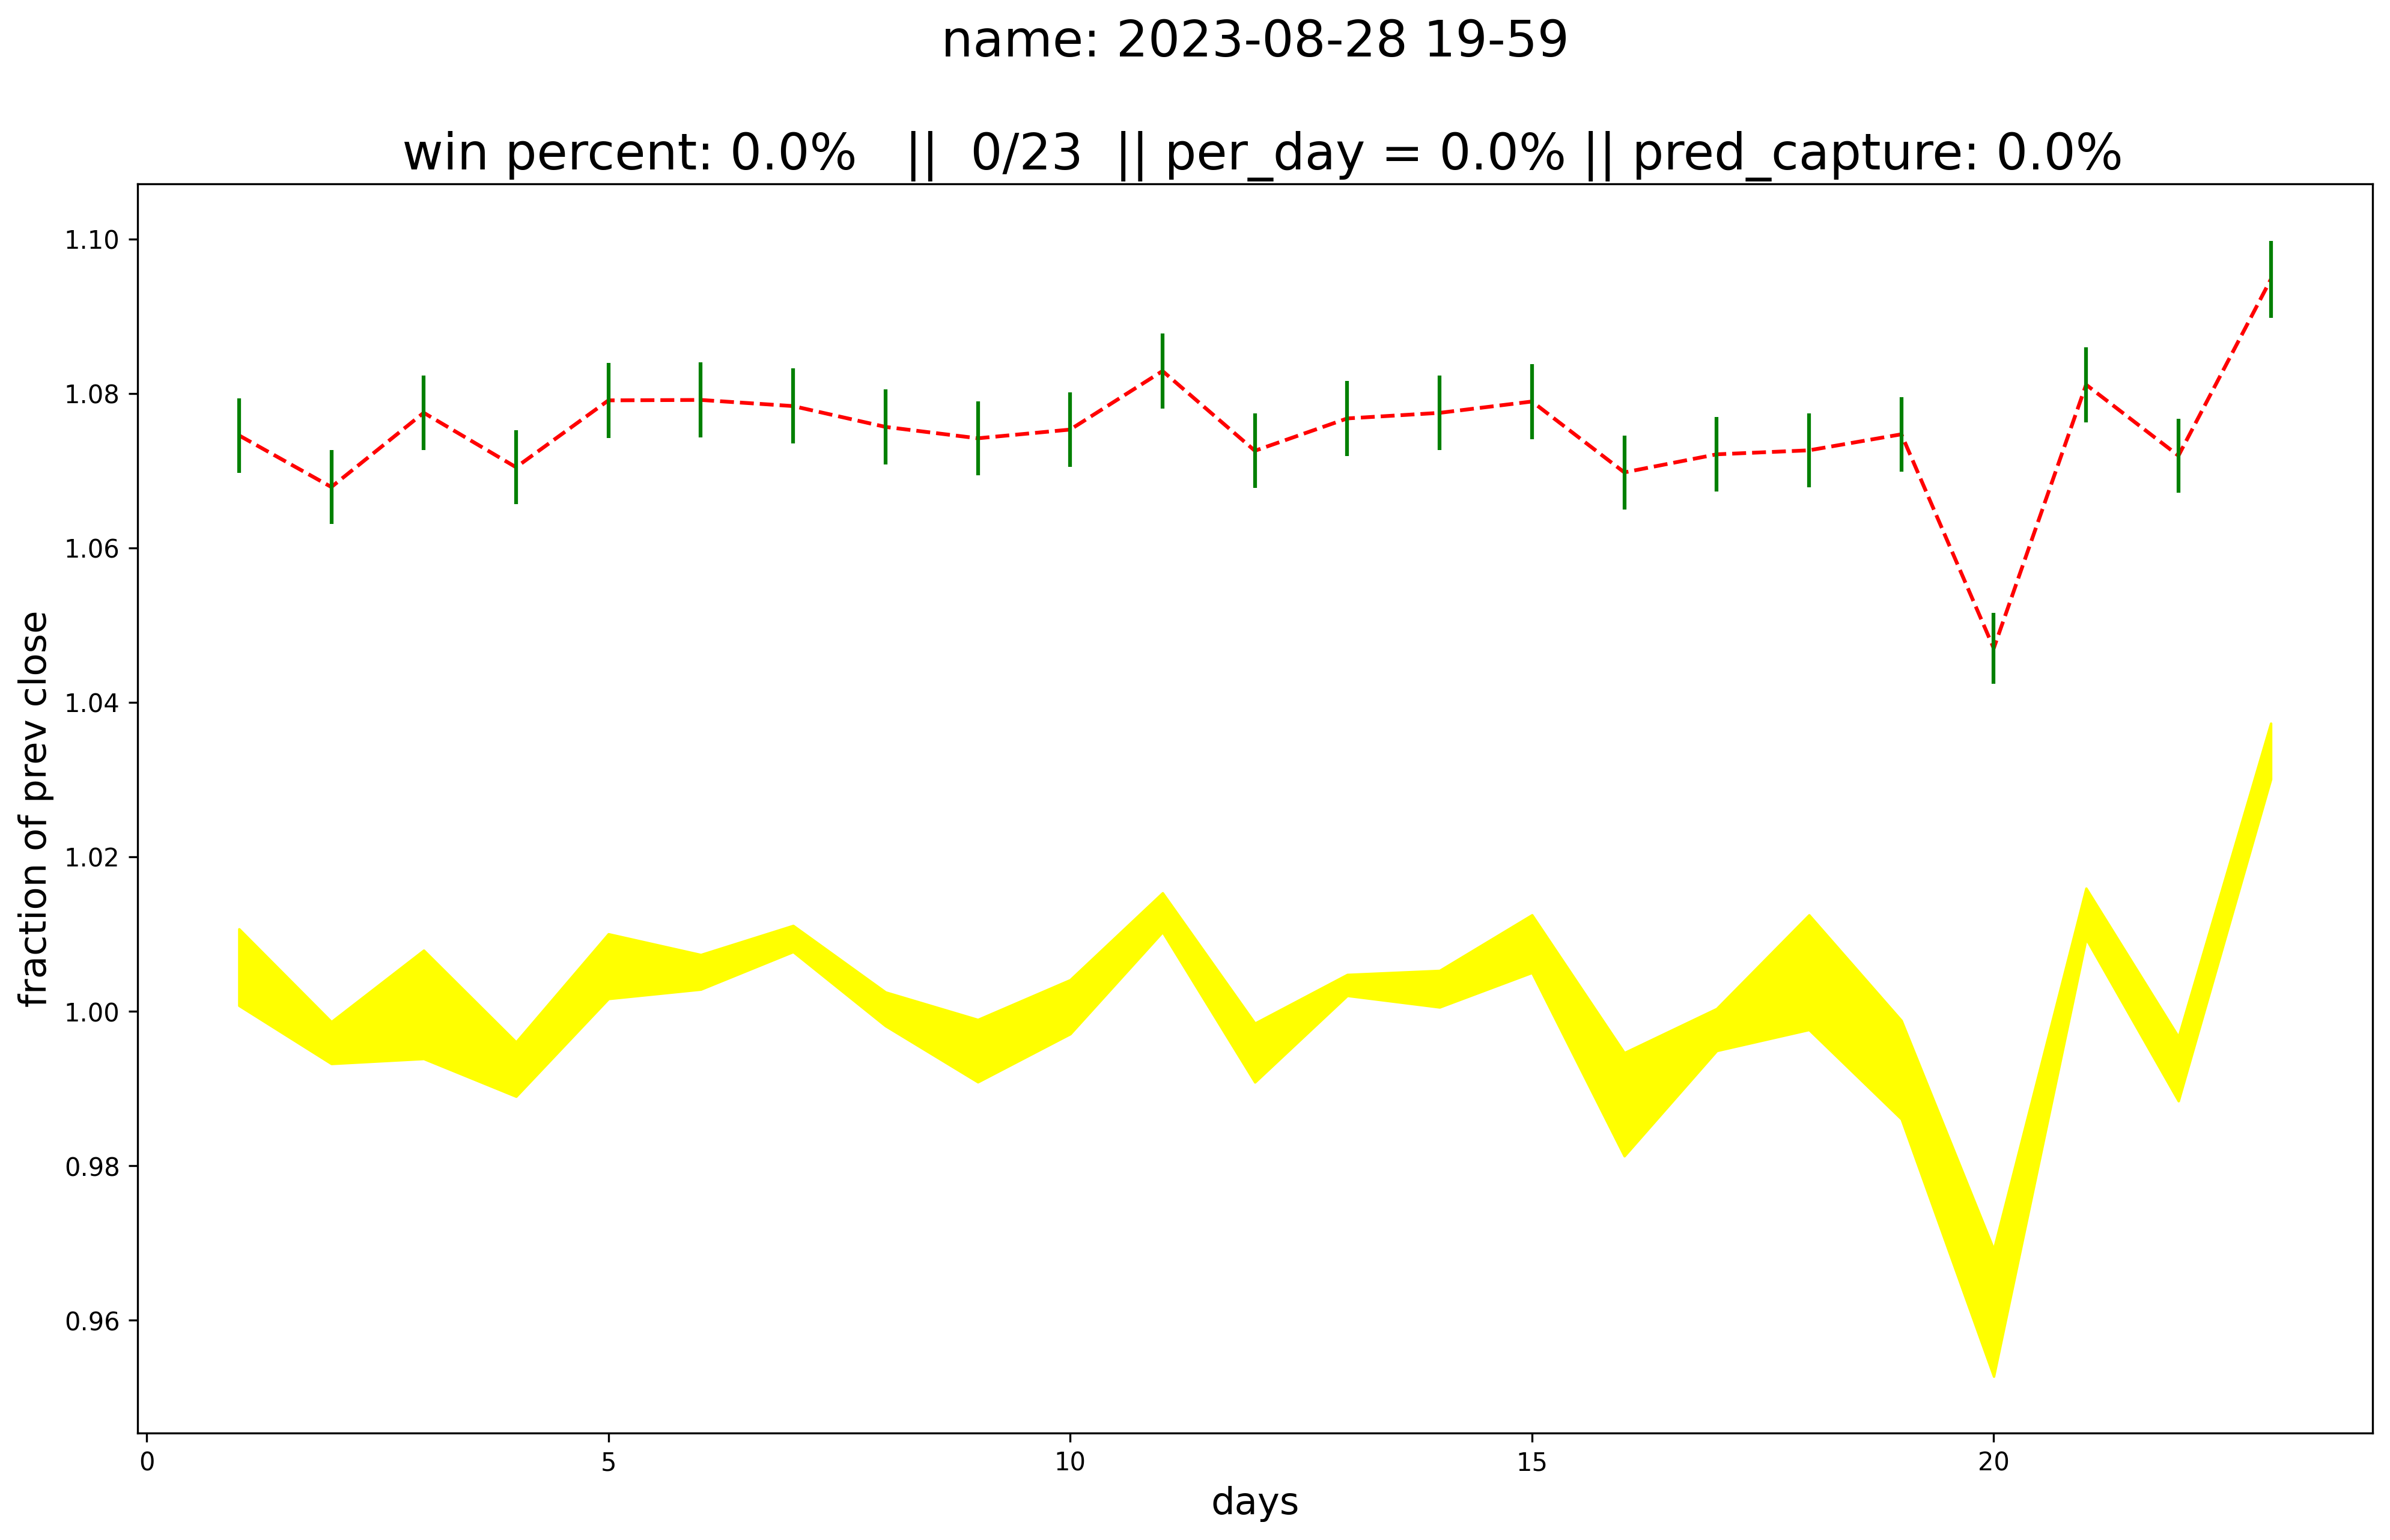 name: 2023-08-28 19-59
win percent: 0.0% || 0/23 || per_day = 0.0% || pred_capture: 0.0%
1.10
1.08
1.06
1.04
1.02
1.00
0.98
0.96
fraction of prev close
0 5 10 15 20
days